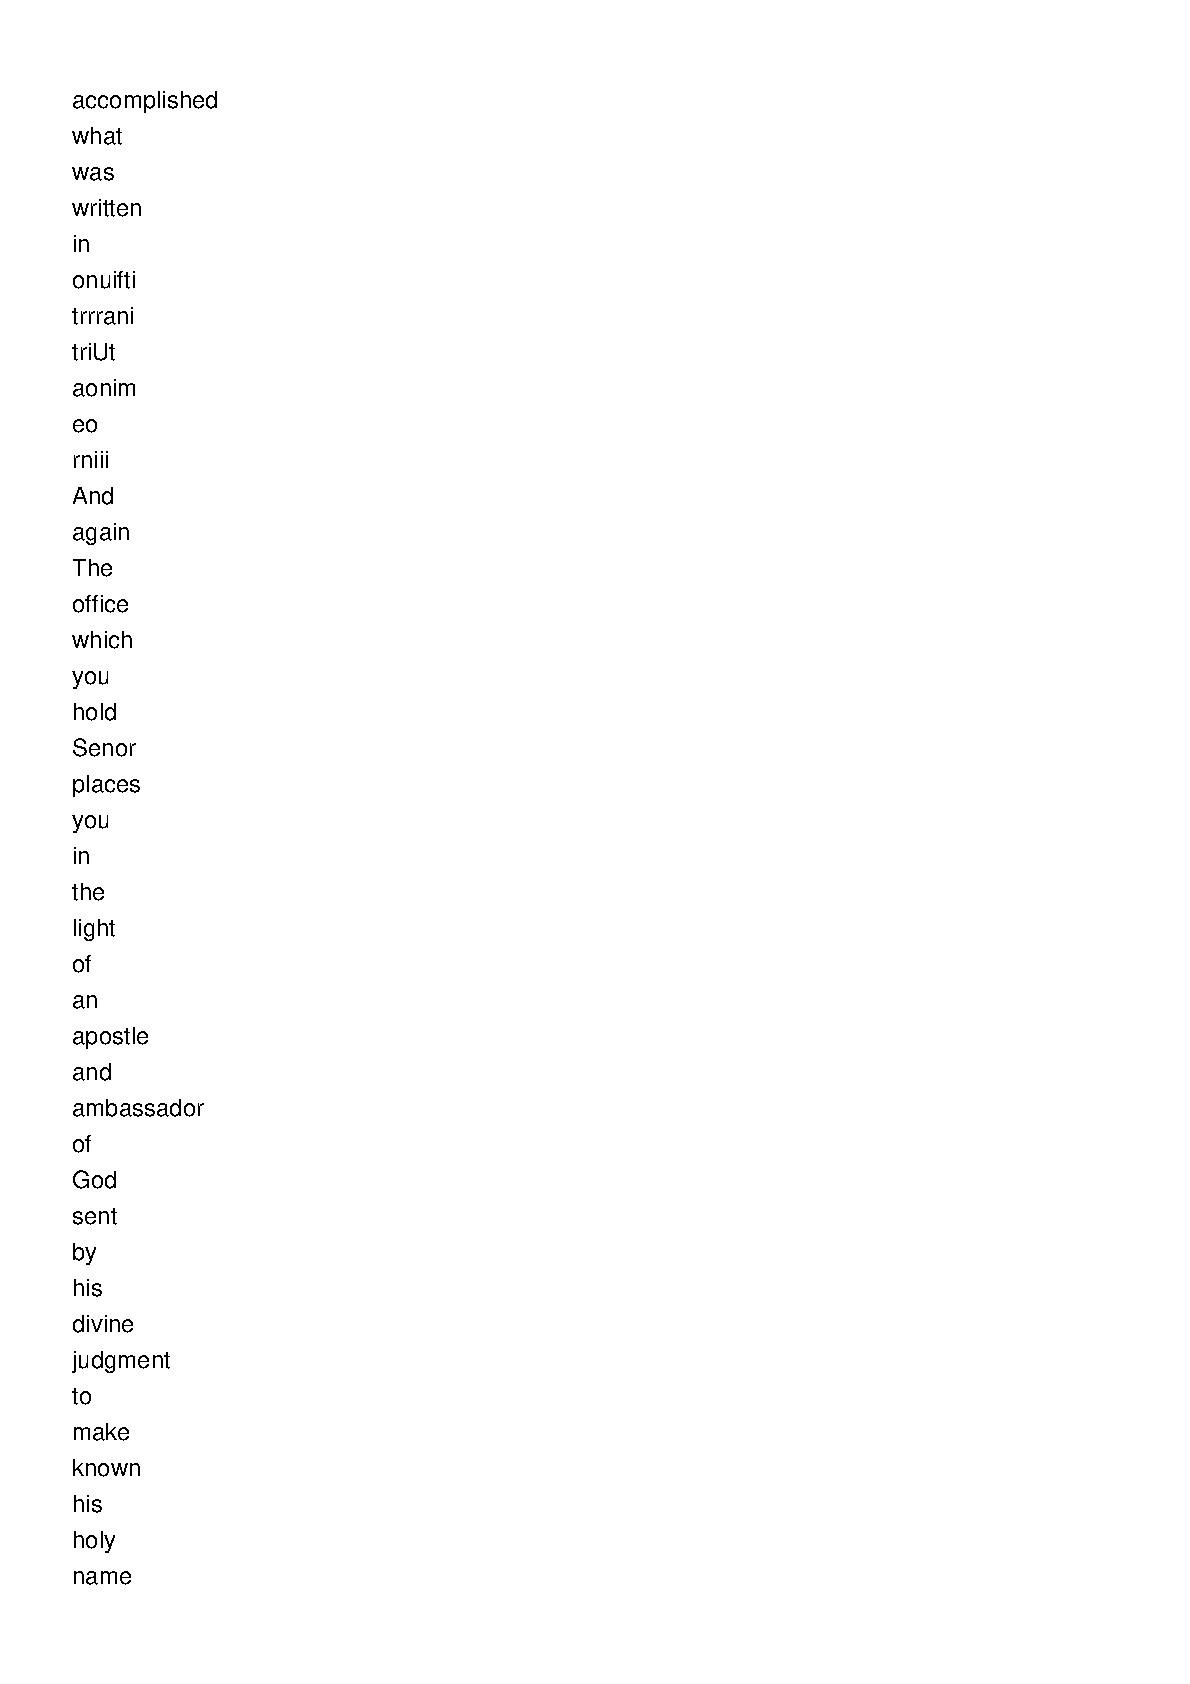 accomplished
what
was
written
in
onuifti
trrrani
triUt
aonim
eo
rniii
And
again
The
office
which
you
hold
Senor
places
you
in
the
light
of
an
apostle
and
ambassador
of
God
sent
by
his
divine
judgment
to
make
known
his
holy
name